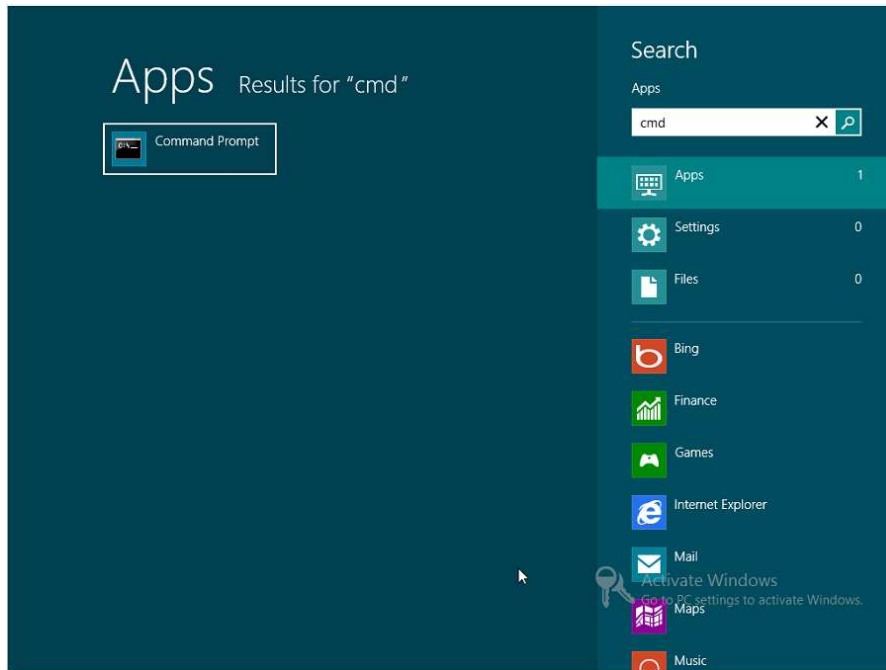 Apps Results for "cmd"
Command Prompt
Search
Apps
cmd
Apps 1
Settings 0
Files 0
Bing
Finance
Games
Internet Explorer
Mail
Activate Windows
Go to PC settings to activate Windows.
Maps
Music